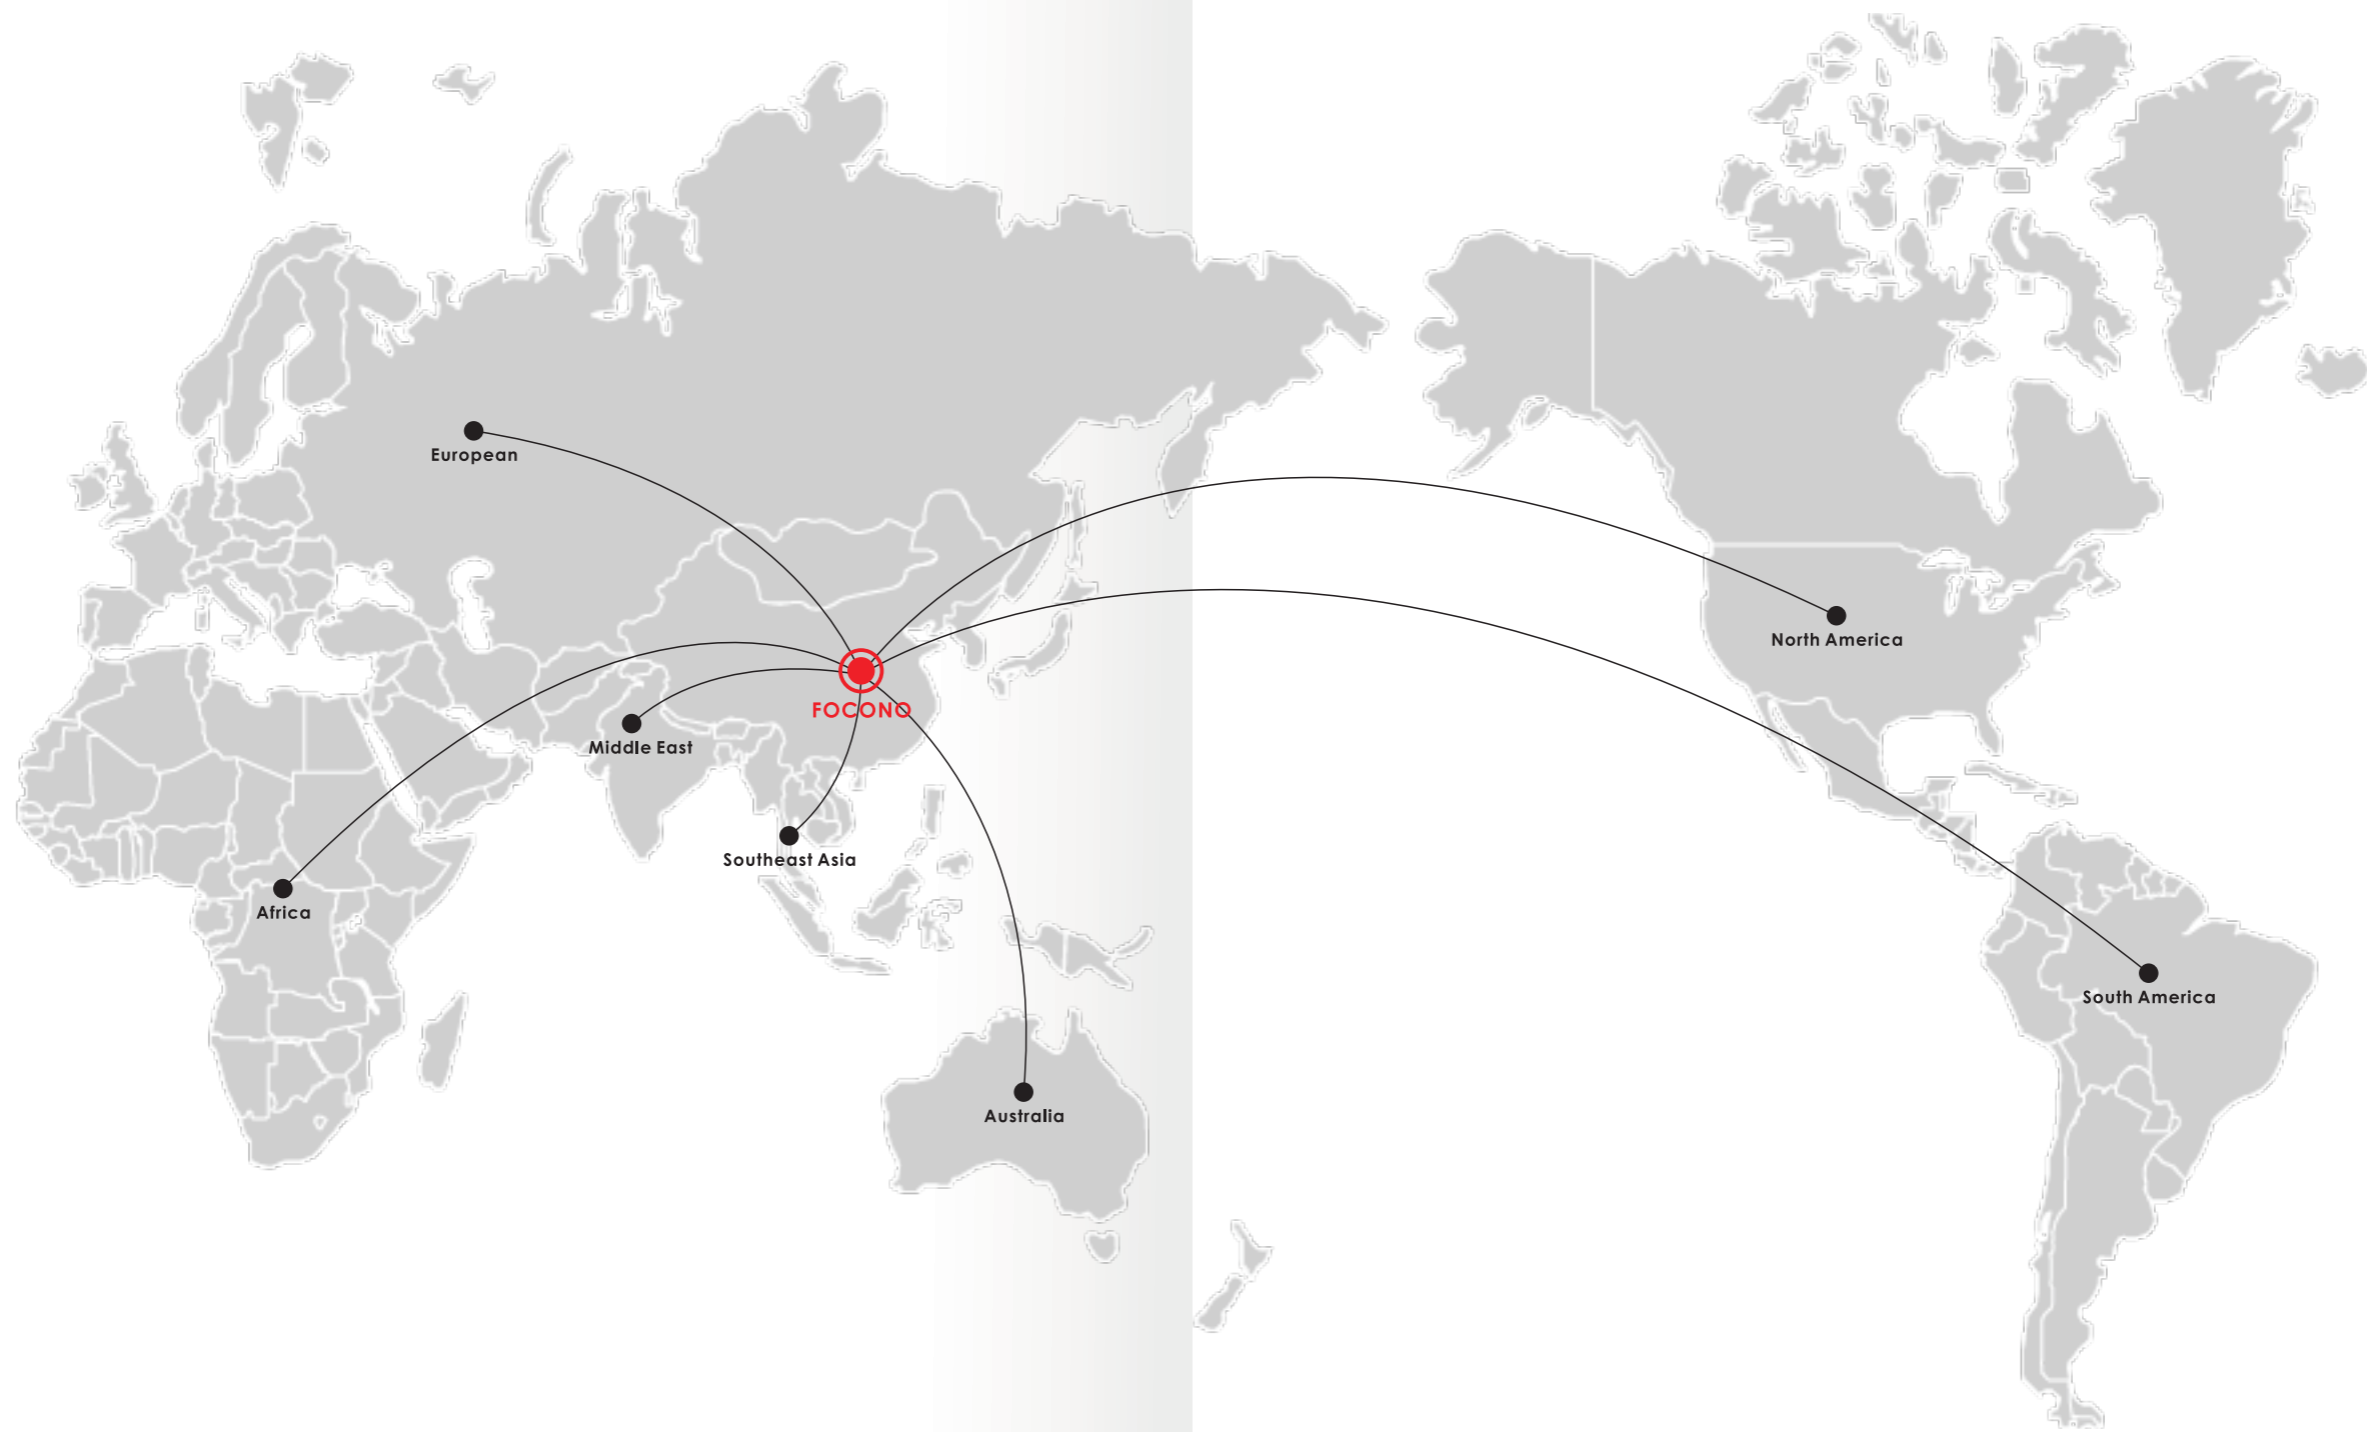 European
North America
FOCONO
Middle East
Southeast Asia
Africa
South America
Australia